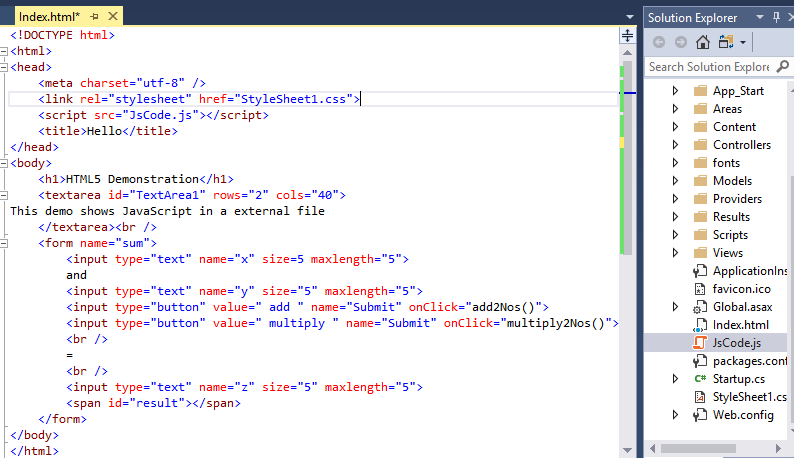 Index.html*
<!DOCTYPE html>
<html>
<head>
<meta charset="utf-8" />
<link rel="stylesheet" href="StyleSheet1.css">
<script src="JsCode.js"></script>
<title>Hello</title>
</head>
<body>
<h1>HTML5 Demonstration</h1>
<textarea id="TextArea1" rows="2" cols="40">
This demo shows JavaScript in a external file
</textarea><br />
<form name="sum">
<input type="text" name="x" size=5 maxlength="5">
and
<input type="text" name="y" size="5" maxlength="5">
<input type="button" value=" add " name="Submit" onClick="add2Nos()">
<input type="button" value=" multiply " name="Submit" onClick="multiply2Nos()">
<br />
=
<br />
<input type="text" name="z" size="5" maxlength="5">
<span id="result"></span>
</form>
</body>
</html>
Solution Explorer
Search Solution Explore
App_Start
Areas
Content
Controllers
fonts
Models
Providers
Results
Scripts
Views
ApplicationIns
favicon.ico
Global.asax
Index.html
JsCode.js
packages.conf
C# Startup.cs
StyleSheet1.cs
Web.config